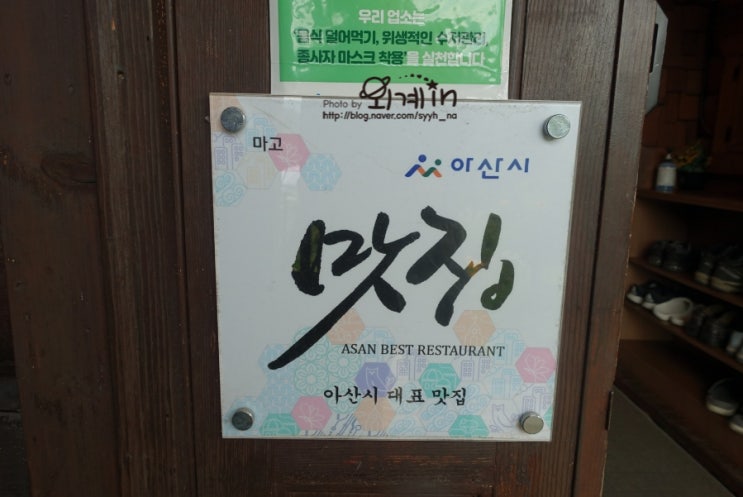 우리 업소는
'음식 덜어먹기, 위생적인 수저관리,
종사자 마스크 착용'을 실천합니다
Photo by 외계in
http://blog.naver.com/syyh_na
마고
아산시
맛집
ASAN BEST RESTAURANT
아산시 대표 맛집